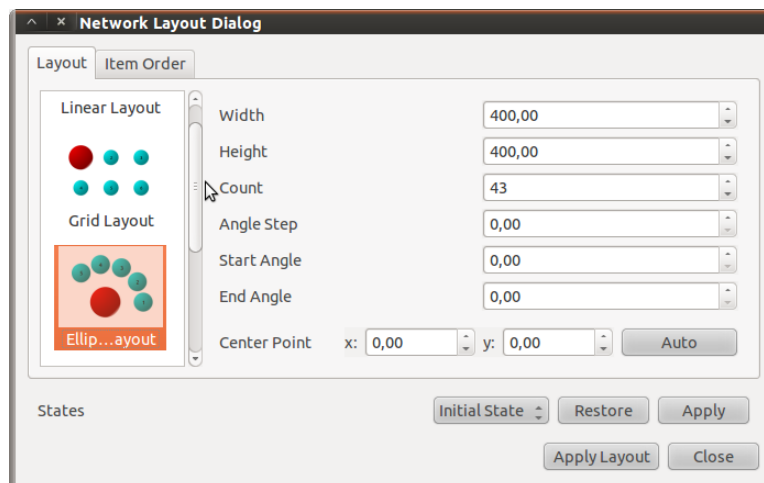 Network Layout Dialog
Layout Item Order
Linear Layout
Grid Layout
Ellip...ayout
Width 400,00
Height 400,00
Count 43
Angle Step 0,00
Start Angle 0,00
End Angle 0,00
Center Point x: 0,00 y: 0,00 Auto
States Initial State Restore Apply
Apply Layout Close